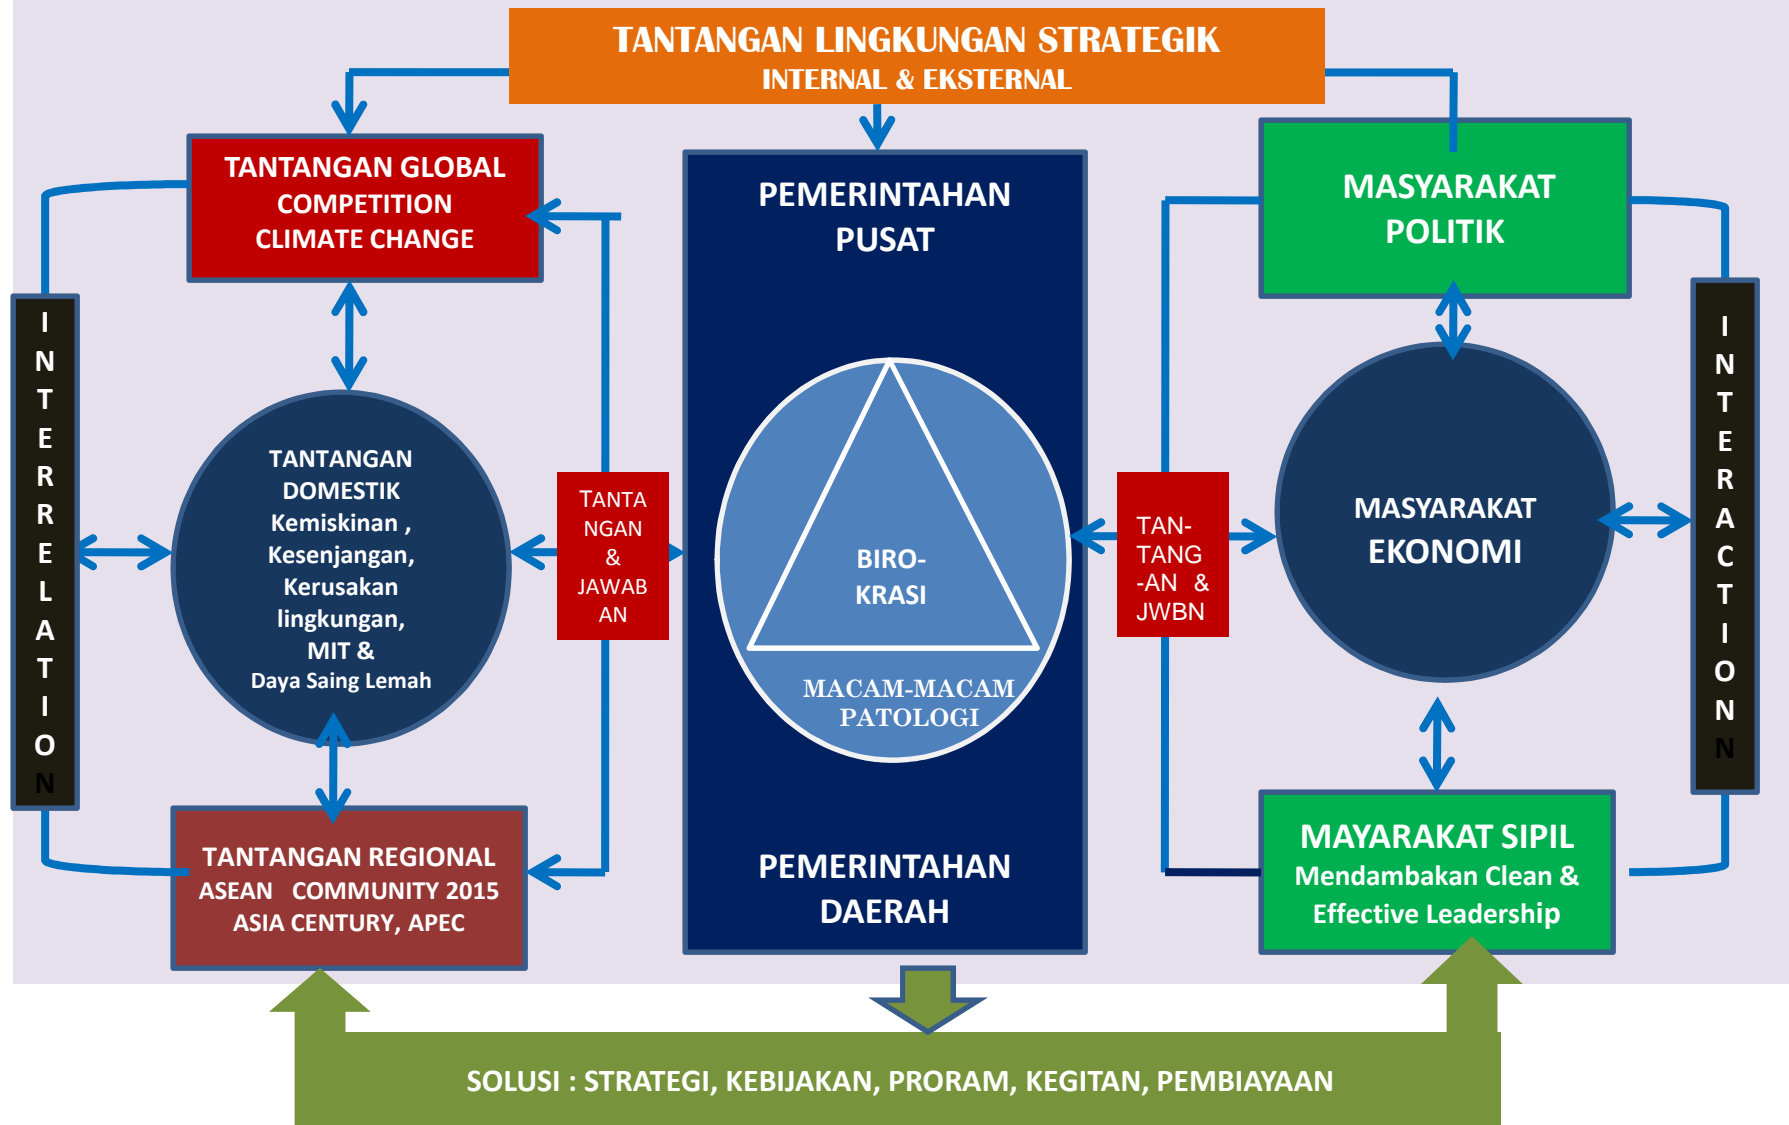 TANTANGAN LINGKUNGAN STRATEGIK
INTERNAL & EKSTERNAL
TANTANGAN GLOBAL
COMPETITION
CLIMATE CHANGE
PEMERINTAHAN
PUSAT
MASYARAKAT
POLITIK
I
N
T
E
R
R
E
L
A
T
I
O
N
TANTANGAN
DOMESTIK
Kemiskinan ,
Kesenjangan,
Kerusakan
lingkungan,
MIT &
Daya Saing Lemah
TANTA
NGAN
&
JAWAB
AN
BIRO-
KRASI
MACAM-MACAM
PATOLOGI
TAN-
TANG
-AN &
JWBN
MASYARAKAT
EKONOMI
I
N
T
E
R
A
C
T
I
O
N
N
TANTANGAN REGIONAL
ASEAN COMMUNITY 2015
ASIA CENTURY, APEC
PEMERINTAHAN
DAERAH
MAYARAKAT SIPIL
Mendambakan Clean &
Effective Leadership
SOLUSI : STRATEGI, KEBIJAKAN, PRORAM, KEGITAN, PEMBIAYAAN